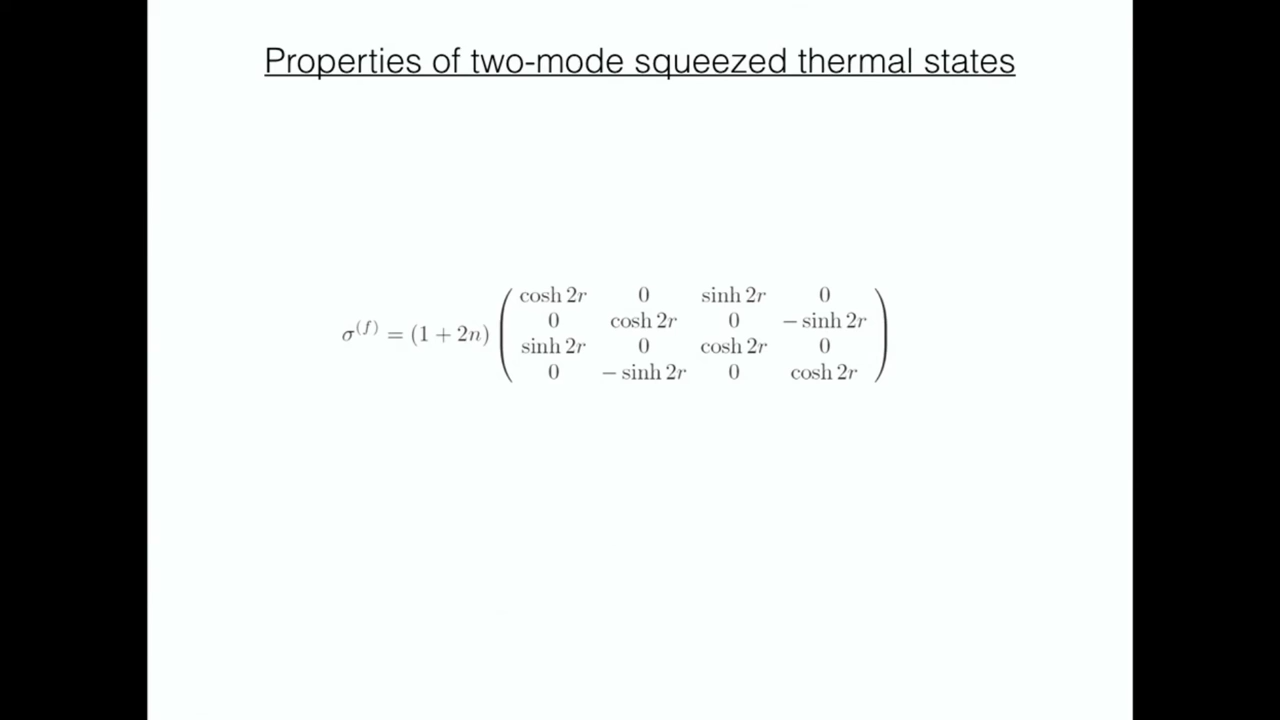 Properties of two-mode squeezed thermal states
cosh 2r 0 sinh 2r 0
0 cosh 2r 0 − sinh 2r
σ^(f) = (1 + 2n)
sinh 2r 0 cosh 2r 0
0 − sinh 2r 0 cosh 2r